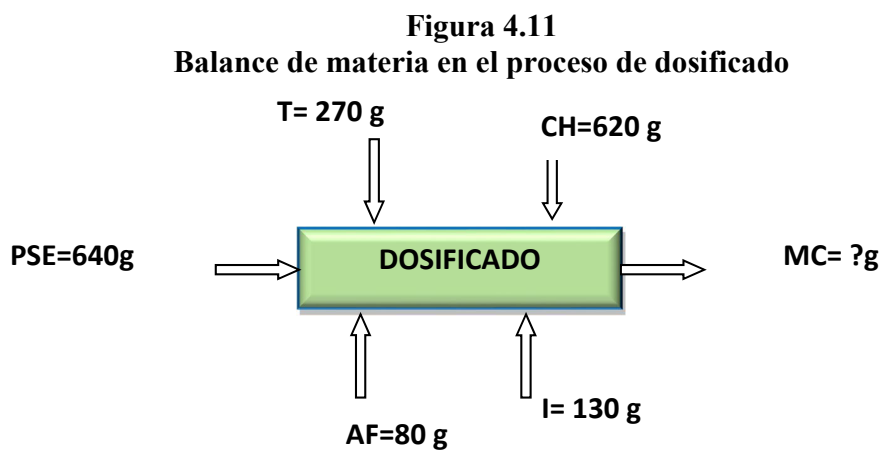 Figura 4.11
Balance de materia en el proceso de dosificado
T= 270 g
CH=620 g
PSE=640g
DOSIFICADO
MC= ?g
AF=80 g
I= 130 g